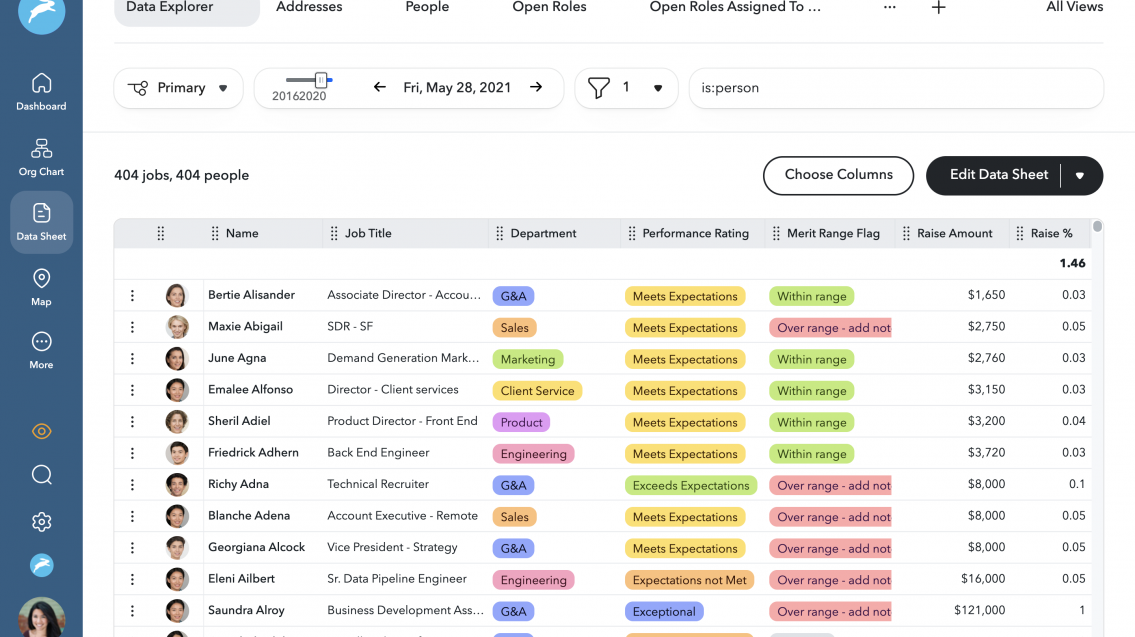 Data Explorer Addresses People Open Roles Open Roles Assigned To ... ... + All Views
Primary 20162020 Fri, May 28, 2021 1 is:person
Dashboard
Org Chart
Data Sheet
Map
More
404 jobs, 404 people Choose Columns Edit Data Sheet
Name Job Title Department Performance Rating Merit Range Flag Raise Amount Raise %
1.46
Bertie Alisander Associate Director - Accou... G&A Meets Expectations Within range $1,650 0.03
Maxie Abigail SDR - SF Sales Meets Expectations Over range - add not $2,750 0.05
June Agna Demand Generation Mark... Marketing Meets Expectations Within range $2,760 0.03
Emalee Alfonso Director - Client services Client Service Meets Expectations Within range $3,150 0.03
Sheril Adiel Product Director - Front End Product Meets Expectations Within range $3,200 0.04
Friedrick Adhern Back End Engineer Engineering Meets Expectations Within range $3,720 0.03
Richy Adna Technical Recruiter G&A Exceeds Expectations Over range - add not $8,000 0.1
Blanche Adena Account Executive - Remote Sales Meets Expectations Over range - add not $8,000 0.05
Georgiana Alcock Vice President - Strategy G&A Meets Expectations Over range - add not $8,000 0.05
Eleni Ailbert Sr. Data Pipeline Engineer Engineering Expectations not Met Over range - add not $16,000 0.05
Saundra Alroy Business Development Ass... G&A Exceptional Over range - add not $121,000 1